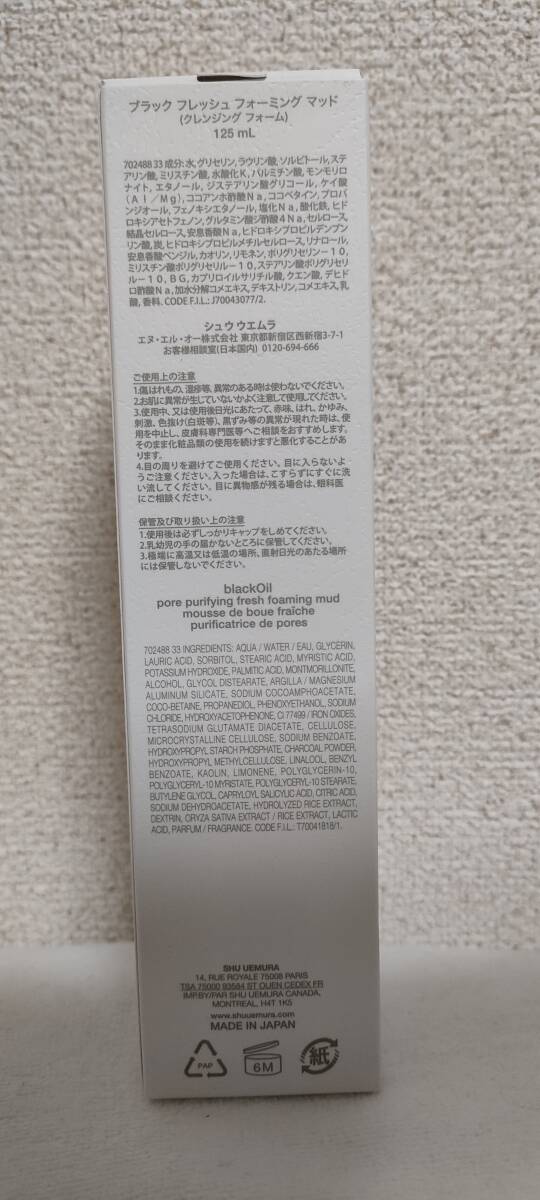 ブラック フレッシュ フォーミング マッド
(クレンジング フォーム)
125 mL
702488 33 成分:水, グリセリン, ラウリン酸, ソルビトール, ステ
アリン酸, ミリスチン酸, 水酸化K, パルミチン酸, モンモリロ
ナイト, エタノール, ジステアリン酸グリコール, ケイ酸
(Al/Mg), ココアンホ酢酸Na, ココベタイン, プロパ
ンジオール, フェノキシエタノール, 塩化Na, 酸化鉄, ヒド
ロキシアセトフェノン, グルタミン酸ジ酢酸4Na, セルロース,
結晶セルロース, 安息香酸Na, ヒドロキシプロピルデンプン
リン酸, 炭, ヒドロキシプロピルメチルセルロース, リナロール,
安息香酸ベンジル, カオリン, リモネン, ポリグリセリン-10,
ミリスチン酸ポリグリセリル-10, ステアリン酸ポリグリセリ
ル-10, BG, カプリロイルサリチル酸, クエン酸, デヒド
ロ酢酸Na, 加水分解コメエキス, デキストリン, コメエキス, 乳
酸, 香料. CODE F.I.L.: J70043077/2.
シュウ ウエムラ
エヌ・エル・オー株式会社 東京都新宿区西新宿3-7-1
お客様相談室(日本国内) 0120-694-666
ご使用上の注意
1.傷はれもの、湿疹等、異常のある時は使わないでください。
2.お肌に異常が生じていないかよく注意して使用してください。
3.使用中、又は使用後日光にあたって、赤味、はれ、かゆみ、
刺激、色抜け(白斑等)、黒ずみ等の異常が現れた時は、使
用を中止し、皮膚科専門医等へご相談をおすすめします。
そのまま化粧品類の使用を続けますと悪化することがあ
ります。
4.目の周りを避けてご使用ください。目に入らないよ
うご注意ください。入った場合は、こすらずにすぐに洗
い流してください。目に異物感が残る場合は、眼科医
にご相談ください。
保管及び取り扱い上の注意
1.使用後は必ずしっかりキャップをしめてください。
2.乳幼児の手の届かないところに保管してください。
3.極端に高温又は低温の場所、直射日光のあたる場所
には保管しないでください。
blackOil
pore purifying fresh foaming mud
mousse de boue fraîche
purificatrice de pores
702488 33 INGREDIENTS: AQUA / WATER / EAU, GLYCERIN,
LAURIC ACID, SORBITOL, STEARIC ACID, MYRISTIC ACID,
POTASSIUM HYDROXIDE, PALMITIC ACID, MONTMORILLONITE,
ALCOHOL, GLYCOL DISTEARATE, ARGILLA / MAGNESIUM
ALUMINUM SILICATE, SODIUM COCOAMPHOACETATE,
COCO-BETAINE, PROPANEDIOL, PHENOXYETHANOL, SODIUM
CHLORIDE, HYDROXYACETOPHENONE, CI 77499 / IRON OXIDES,
TETRASODIUM GLUTAMATE DIACETATE, CELLULOSE,
MICROCRYSTALLINE CELLULOSE, SODIUM BENZOATE,
HYDROXYPROPYL STARCH PHOSPHATE, CHARCOAL POWDER,
HYDROXYPROPYL METHYLCELLULOSE, LINALOOL, BENZYL
BENZOATE, KAOLIN, LIMONENE, POLYGLYCERIN-10,
POLYGLYCERYL-10 MYRISTATE, POLYGLYCERYL-10 STEARATE,
BUTYLENE GLYCOL, CAPRYLOYL SALICYLIC ACID, CITRIC ACID,
SODIUM DEHYDROACETATE, HYDROLYZED RICE EXTRACT,
DEXTRIN, ORYZA SATIVA EXTRACT / RICE EXTRACT, LACTIC
ACID, PARFUM / FRAGRANCE. CODE F.I.L.: T70041818/1.
SHU UEMURA
14, RUE ROYALE 75008 PARIS
TSA 75000 93584 ST OUEN CEDEX FR
IMP.BY/PAR SHU UEMURA CANADA,
MONTREAL, H4T 1K5
www.shuuemura.com
MADE IN JAPAN
PAP
6M
紙